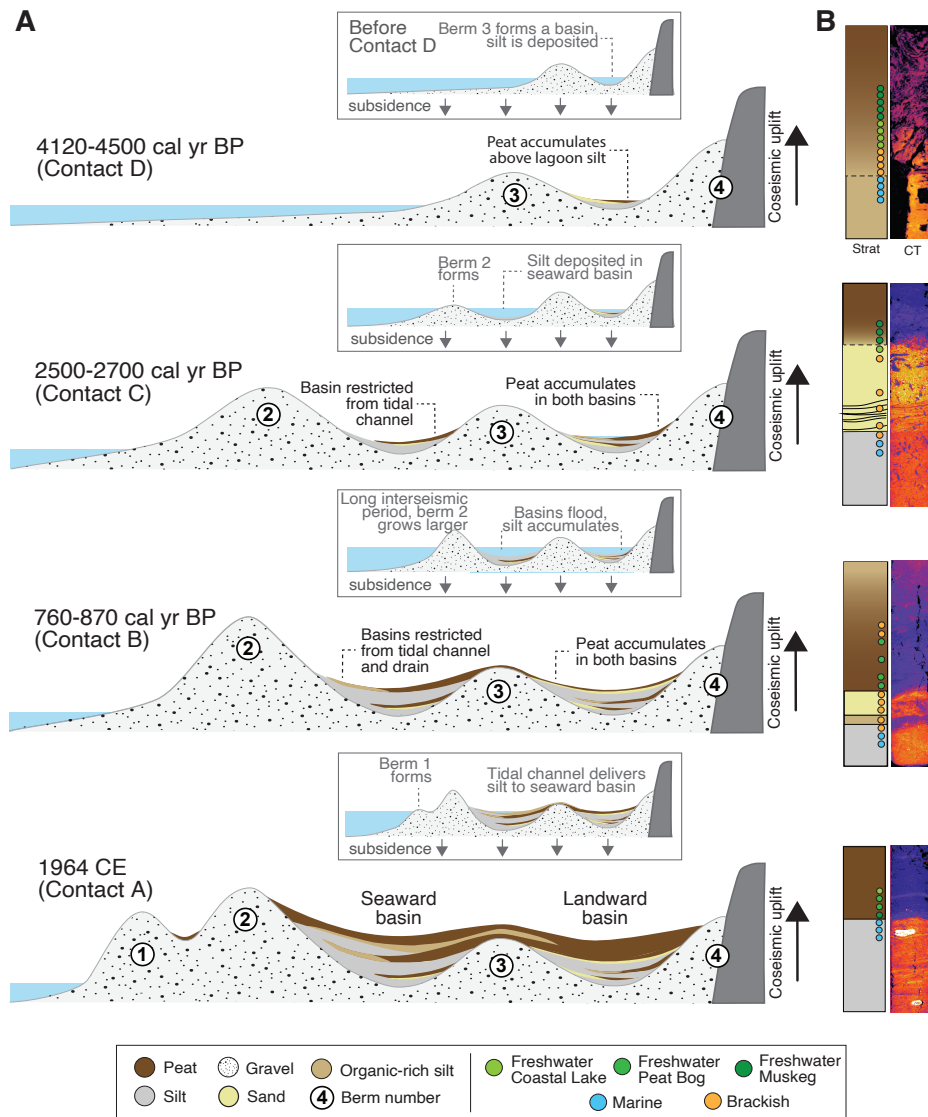 A
B
Before
Contact D
Berm 3 forms a basin,
silt is deposited
subsidence
4120-4500 cal yr BP
(Contact D)
Peat accumulates
above lagoon silt
3
4
Coseismic uplift
Strat
CT
Berm 2
forms
Silt deposited in
seaward basin
subsidence
2500-2700 cal yr BP
(Contact C)
Basin restricted
from tidal
channel
Peat accumulates
in both basins
2
3
4
Coseismic uplift
Long interseismic
period, berm 2
grows larger
Basins flood,
silt accumulates
subsidence
760-870 cal yr BP
(Contact B)
Basins restricted
from tidal channel
and drain
Peat accumulates
in both basins
2
3
4
Coseismic uplift
Berm 1
forms
Tidal channel delivers
silt to seaward basin
subsidence
1964 CE
(Contact A)
Seaward
basin
Landward
basin
1
2
3
4
Coseismic uplift
Peat
Gravel
Organic-rich silt
Silt
Sand
4 Berm number
Freshwater
Coastal Lake
Freshwater
Peat Bog
Freshwater
Muskeg
Marine
Brackish